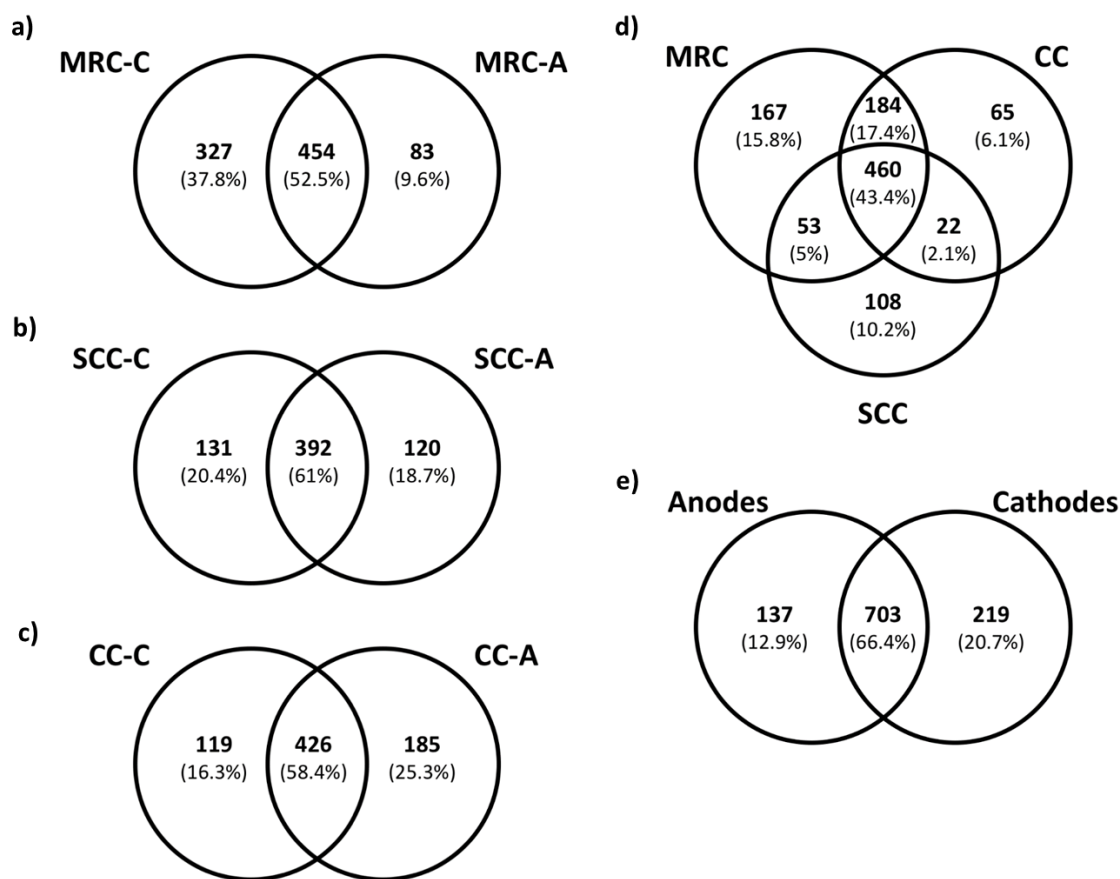 a)
MRC-C
MRC-A
327
(37.8%)
454
(52.5%)
83
(9.6%)
b)
SCC-C
SCC-A
131
(20.4%)
392
(61%)
120
(18.7%)
c)
CC-C
CC-A
119
(16.3%)
426
(58.4%)
185
(25.3%)
d)
MRC
CC
167
(15.8%)
184
(17.4%)
65
(6.1%)
460
(43.4%)
53
(5%)
22
(2.1%)
108
(10.2%)
SCC
e)
Anodes
Cathodes
137
(12.9%)
703
(66.4%)
219
(20.7%)